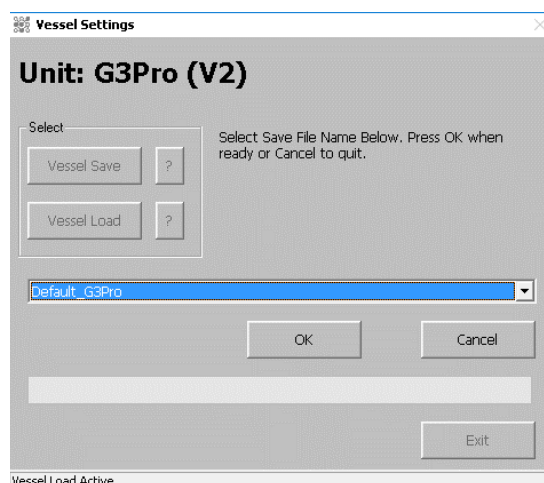 Vessel Settings
Unit: G3Pro (V2)
Select
Vessel Save ?
Vessel Load ?
Select Save File Name Below. Press OK when
ready or Cancel to quit.
Default_G3Pro
OK Cancel
Exit
Vessel Load Active